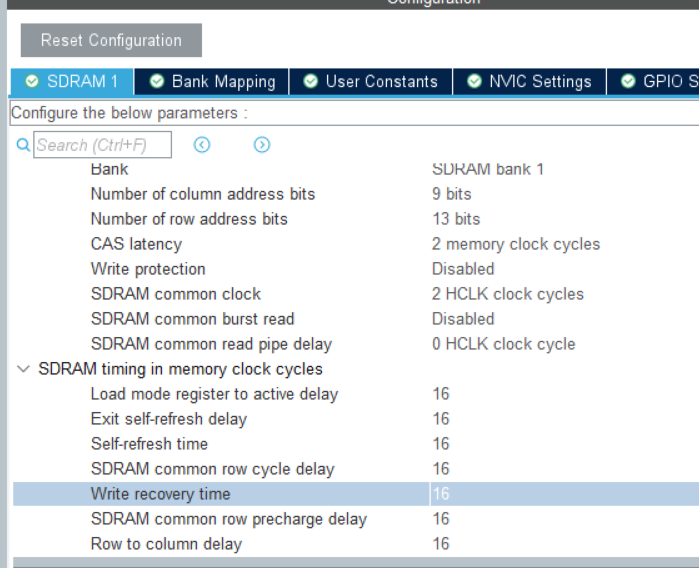 Configuration
Reset Configuration
SDRAM 1 Bank Mapping User Constants NVIC Settings GPIO S
Configure the below parameters :
Search (Ctrl+F)
Bank SDRAM bank 1
Number of column address bits 9 bits
Number of row address bits 13 bits
CAS latency 2 memory clock cycles
Write protection Disabled
SDRAM common clock 2 HCLK clock cycles
SDRAM common burst read Disabled
SDRAM common read pipe delay 0 HCLK clock cycle
SDRAM timing in memory clock cycles
Load mode register to active delay 16
Exit self-refresh delay 16
Self-refresh time 16
SDRAM common row cycle delay 16
Write recovery time 16
SDRAM common row precharge delay 16
Row to column delay 16